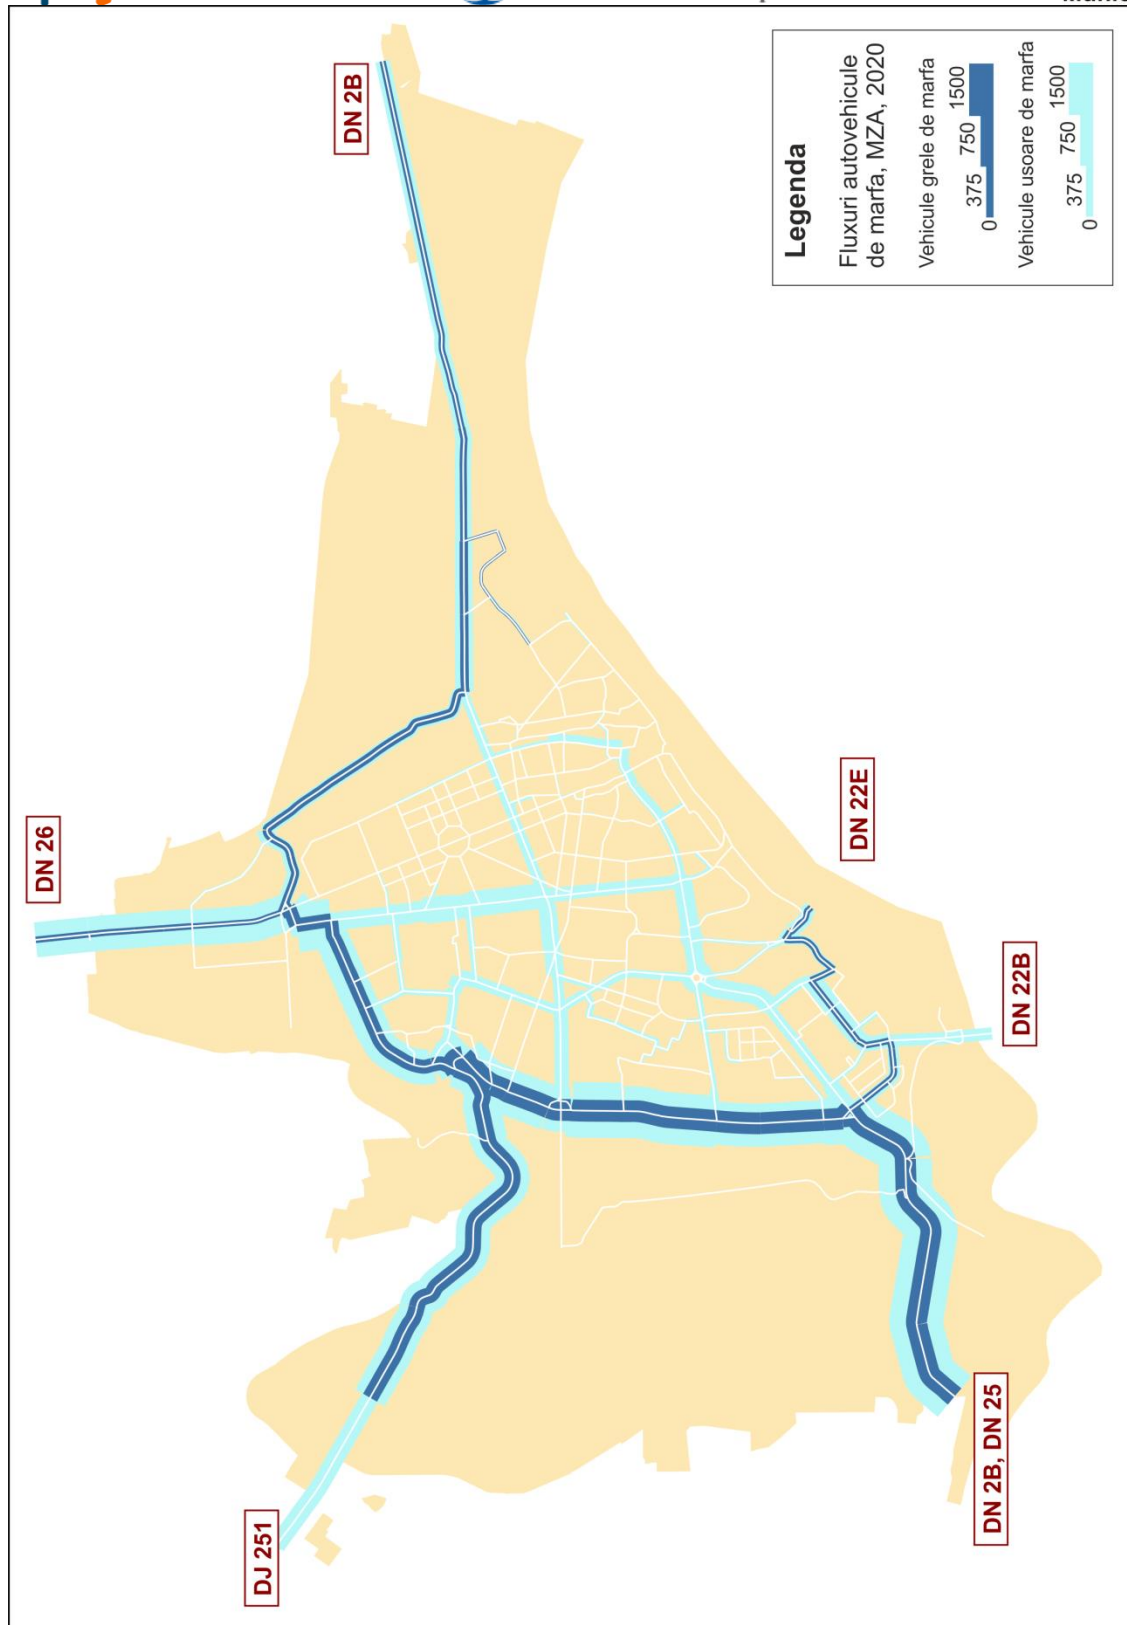 DN 2B
DN 26
DN 22E
DN 22B
DN 2B, DN 25
DJ 251
Legenda
Fluxuri autovehicule
de marfa, MZA, 2020
Vehicule grele de marfa
0 375 750 1500
Vehicule usoare de marfa
0 375 750 1500